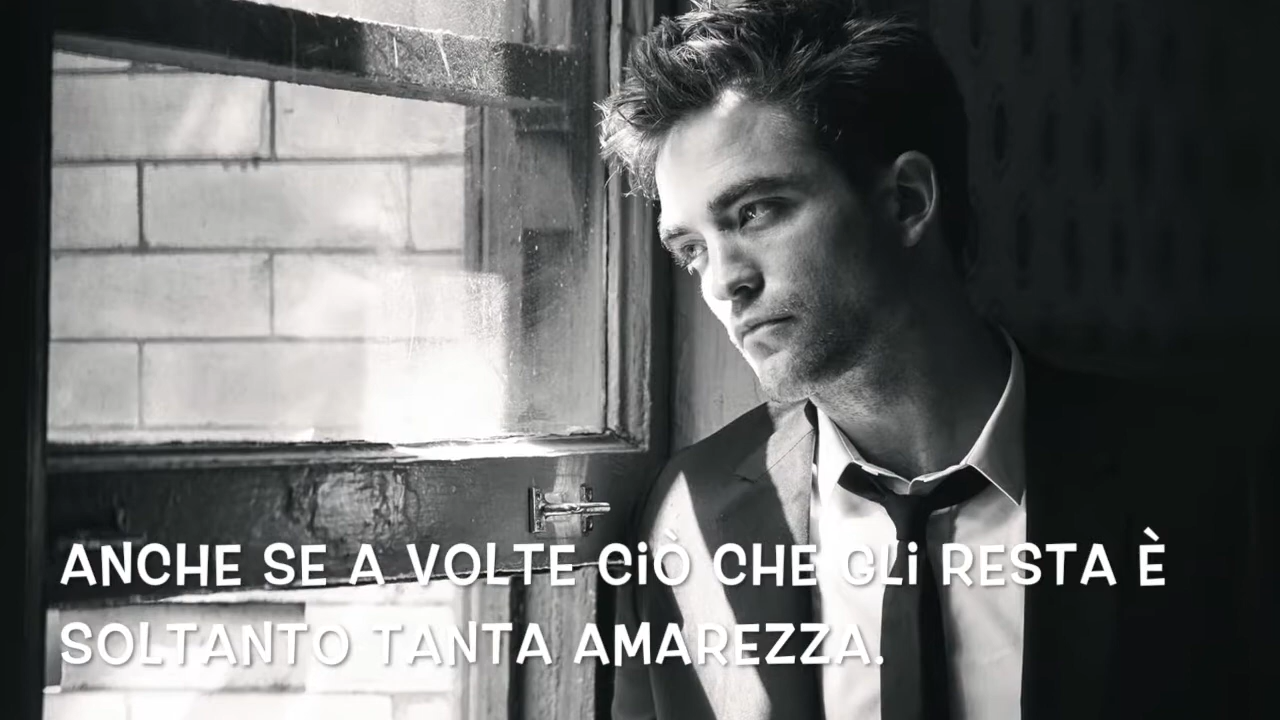 ANCHE SE A VOLTE CiÒ CHE GLi RESTA È
SOLTANTO TANTA AMAREZZA.